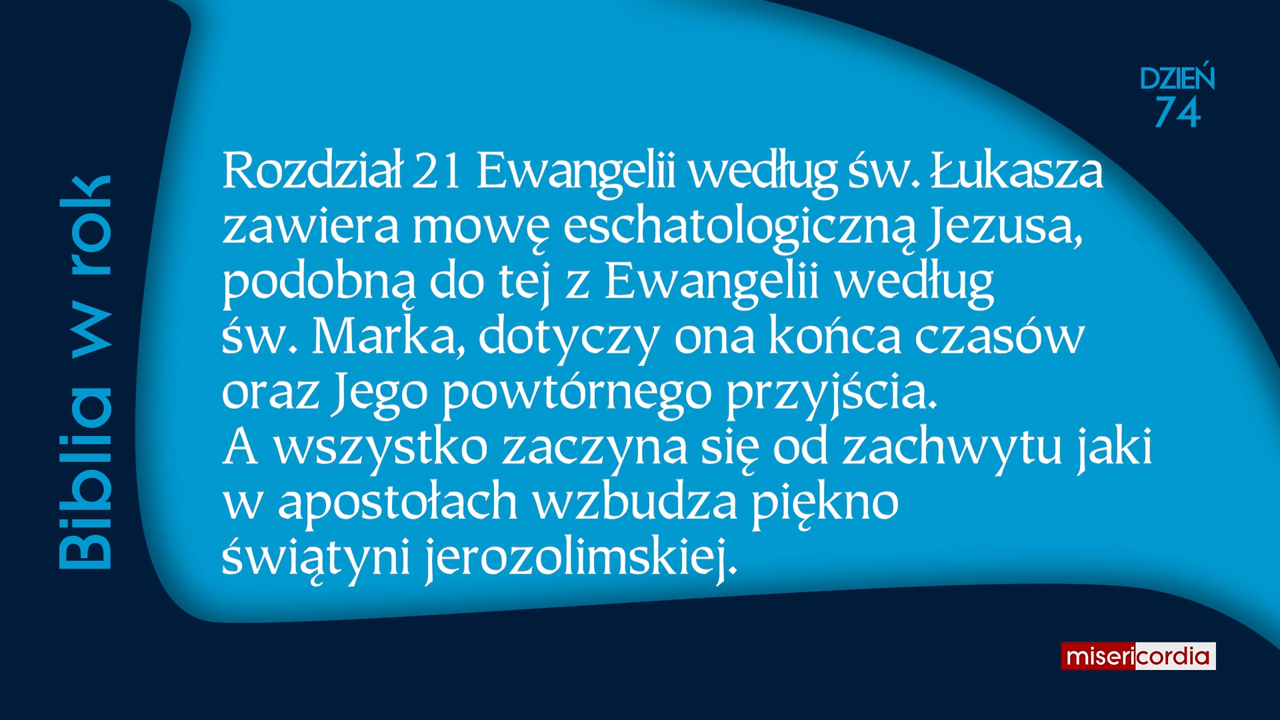 Biblia w rok
DZIEŃ
74
Rozdział 21 Ewangelii według św. Łukasza
zawiera mowę eschatologiczną Jezusa,
podobną do tej z Ewangelii według
św. Marka, dotyczy ona końca czasów
oraz Jego powtórnego przyjścia.
A wszystko zaczyna się od zachwytu jaki
w apostołach wzbudza piękno
świątyni jerozolimskiej.
misericordia